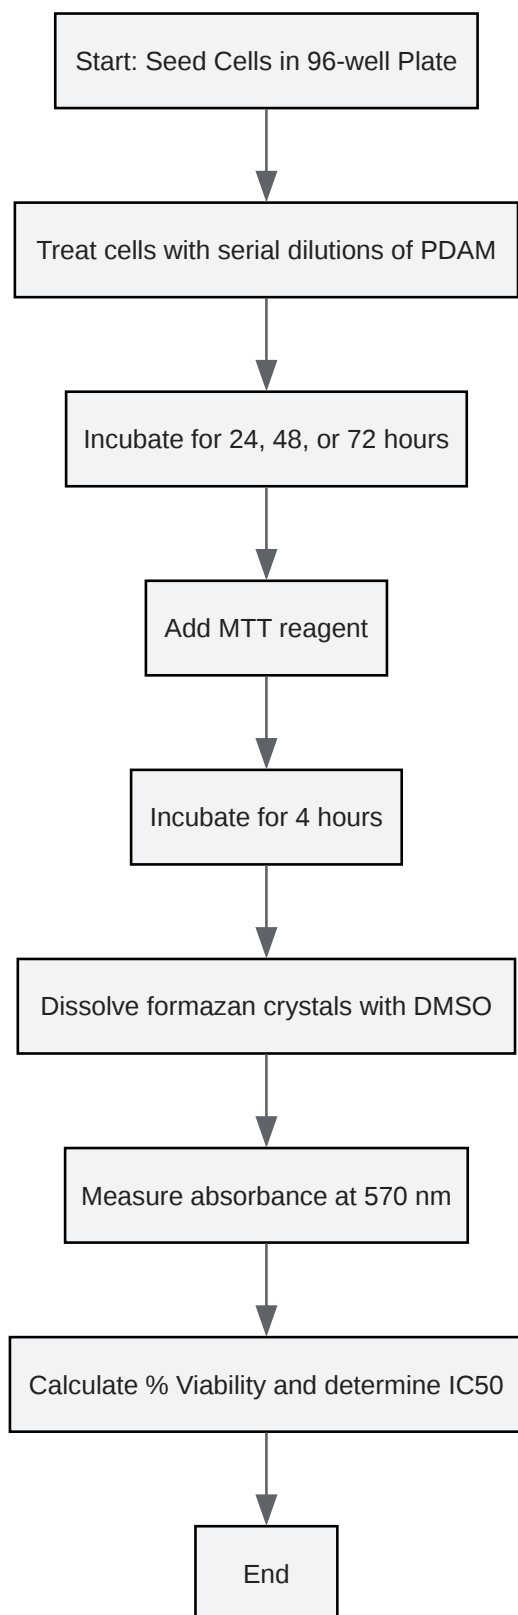 Start: Seed Cells in 96-well Plate
Treat cells with serial dilutions of PDAM
Incubate for 24, 48, or 72 hours
Add MTT reagent
Incubate for 4 hours
Dissolve formazan crystals with DMSO
Measure absorbance at 570 nm
Calculate % Viability and determine IC50
End